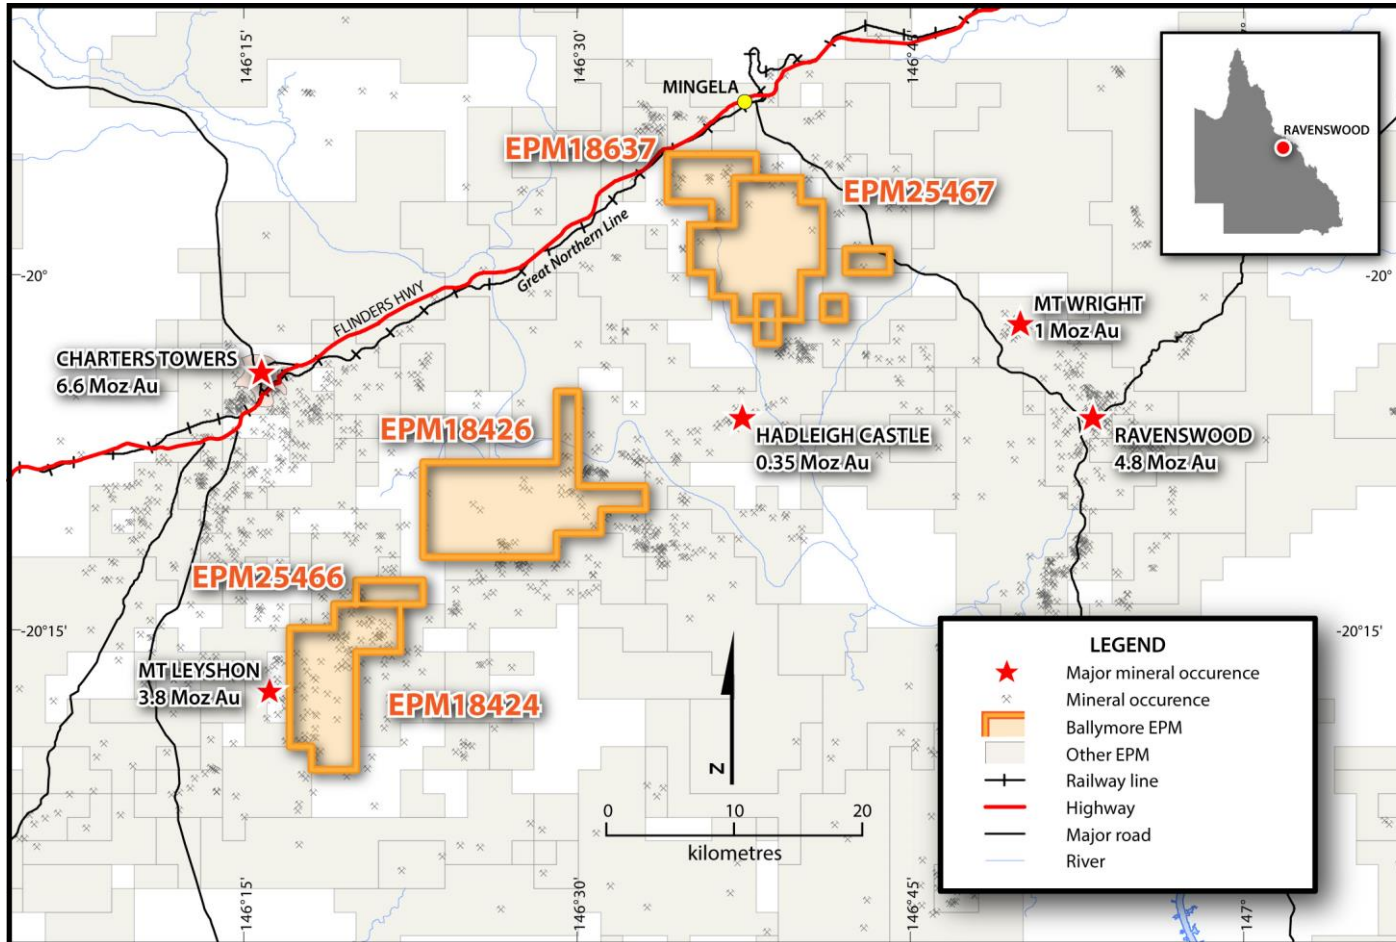 146°15'
146°30'
146°45'
MINGELA
RAVENSWOOD
EPM18637
EPM25467
Great Northern Line
FLINDERS HWY
-20°
-20°
MT WRIGHT
1 Moz Au
CHARTERS TOWERS
6.6 Moz Au
EPM18426
HADLEIGH CASTLE
0.35 Moz Au
RAVENSWOOD
4.8 Moz Au
EPM25466
-20°15'
-20°15'
MT LEYSHON
3.8 Moz Au
EPM18424
N
0 10 20
kilometres
LEGEND
Major mineral occurence
Mineral occurence
Ballymore EPM
Other EPM
Railway line
Highway
Major road
River
146°15'
146°30'
146°45'
147°